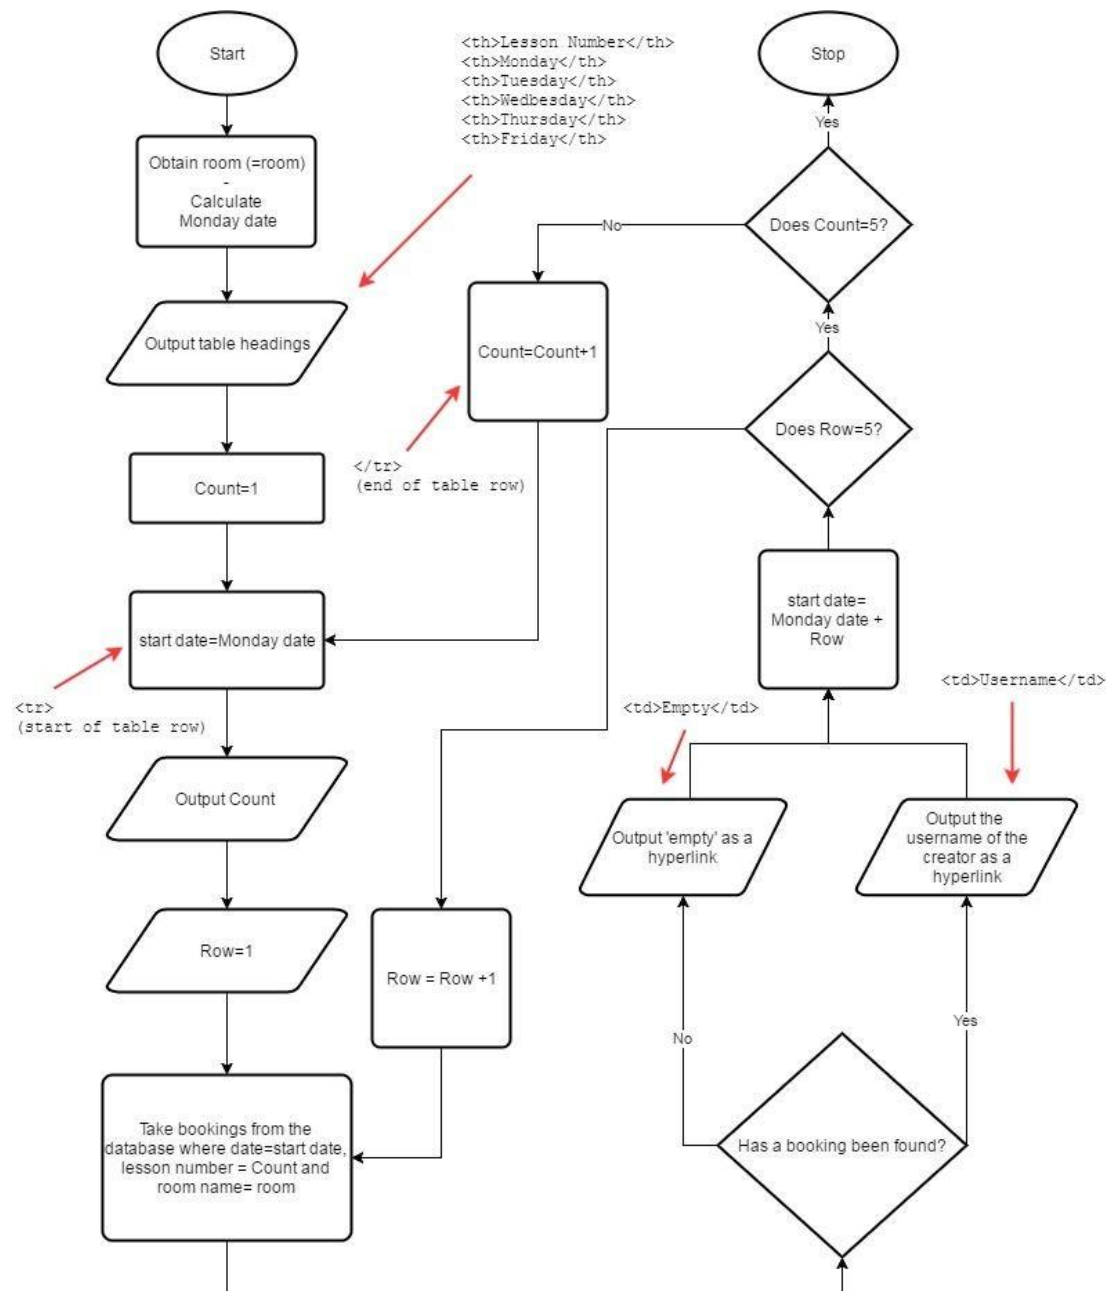 Start
<th>Lesson Number</th>
<th>Monday</th>
<th>Tuesday</th>
<th>Wedbesday</th>
<th>Thursday</th>
<th>Friday</th>
Stop
Yes
Obtain room (=room)
-
Calculate
Monday date
Does Count=5?
No
Output table headings
Count=Count+1
Yes
Does Row=5?
</tr>
(end of table row)
Count=1
start date=Monday date
start date=
Monday date +
Row
<tr>
(start of table row)
<td>Empty</td>
<td>Username</td>
Output Count
Output 'empty' as a
hyperlink
Output the
username of the
creator as a
hyperlink
Row=1
Row = Row +1
No
Yes
Take bookings from the
database where date=start date,
lesson number = Count and
room name= room
Has a booking been found?